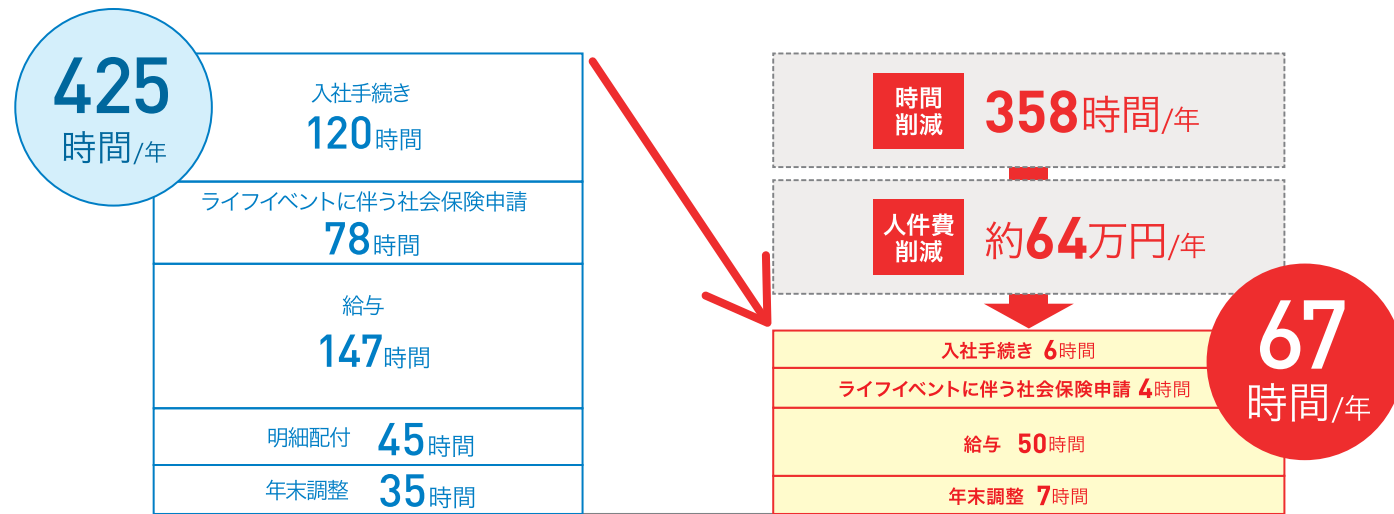 425
時間/年
入社手続き
120時間
ライフイベントに伴う社会保険申請
78時間
給与
147時間
明細配付 45時間
年末調整 35時間
時間
削減
358時間/年
人件費
削減
約64万円/年
入社手続き 6時間
ライフイベントに伴う社会保険申請 4時間
給与 50時間
年末調整 7時間
67
時間/年